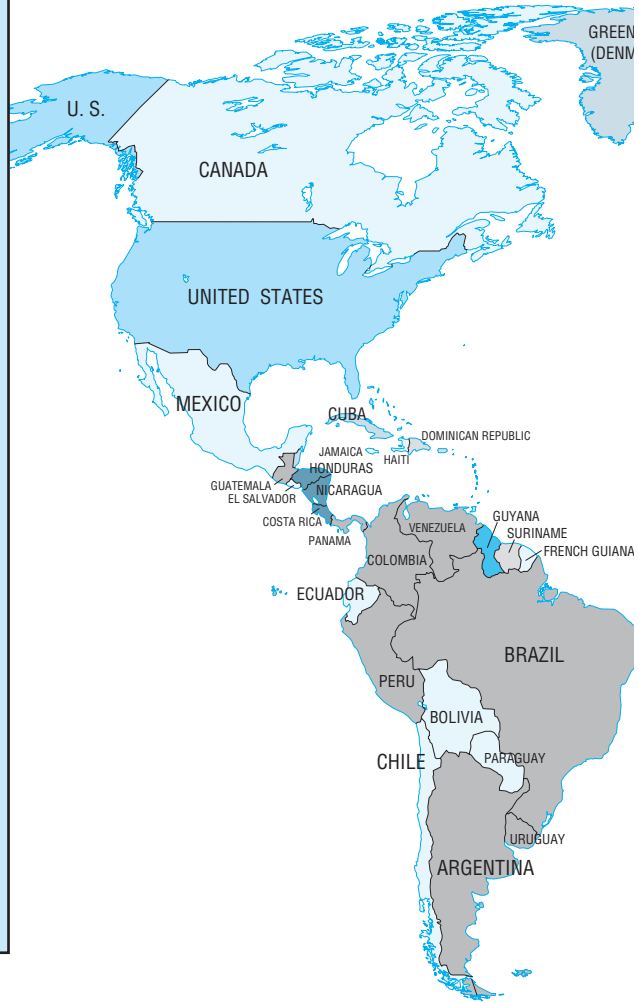 GREEN
(DENM
U. S.
CANADA
UNITED STATES
MEXICO
CUBA
DOMINICAN REPUBLIC
JAMAICA
HAITI
HONDURAS
GUATEMALA
NICARAGUA
EL SALVADOR
COSTA RICA
PANAMA
GUYANA
VENEZUELA
SURINAME
FRENCH GUIANA
COLOMBIA
ECUADOR
BRAZIL
PERU
BOLIVIA
CHILE
PARAGUAY
URUGUAY
ARGENTINA